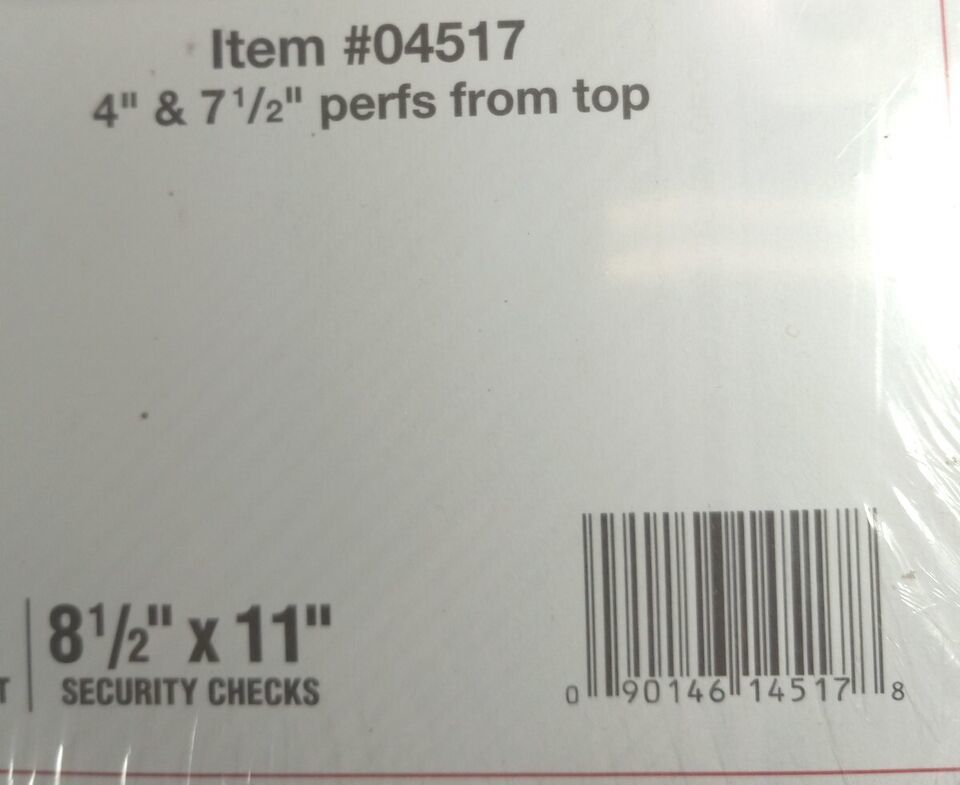 Item #04517
4" & 7 1/2" perfs from top
8 1/2" x 11"
T
SECURITY CHECKS
0 90146 14517 8